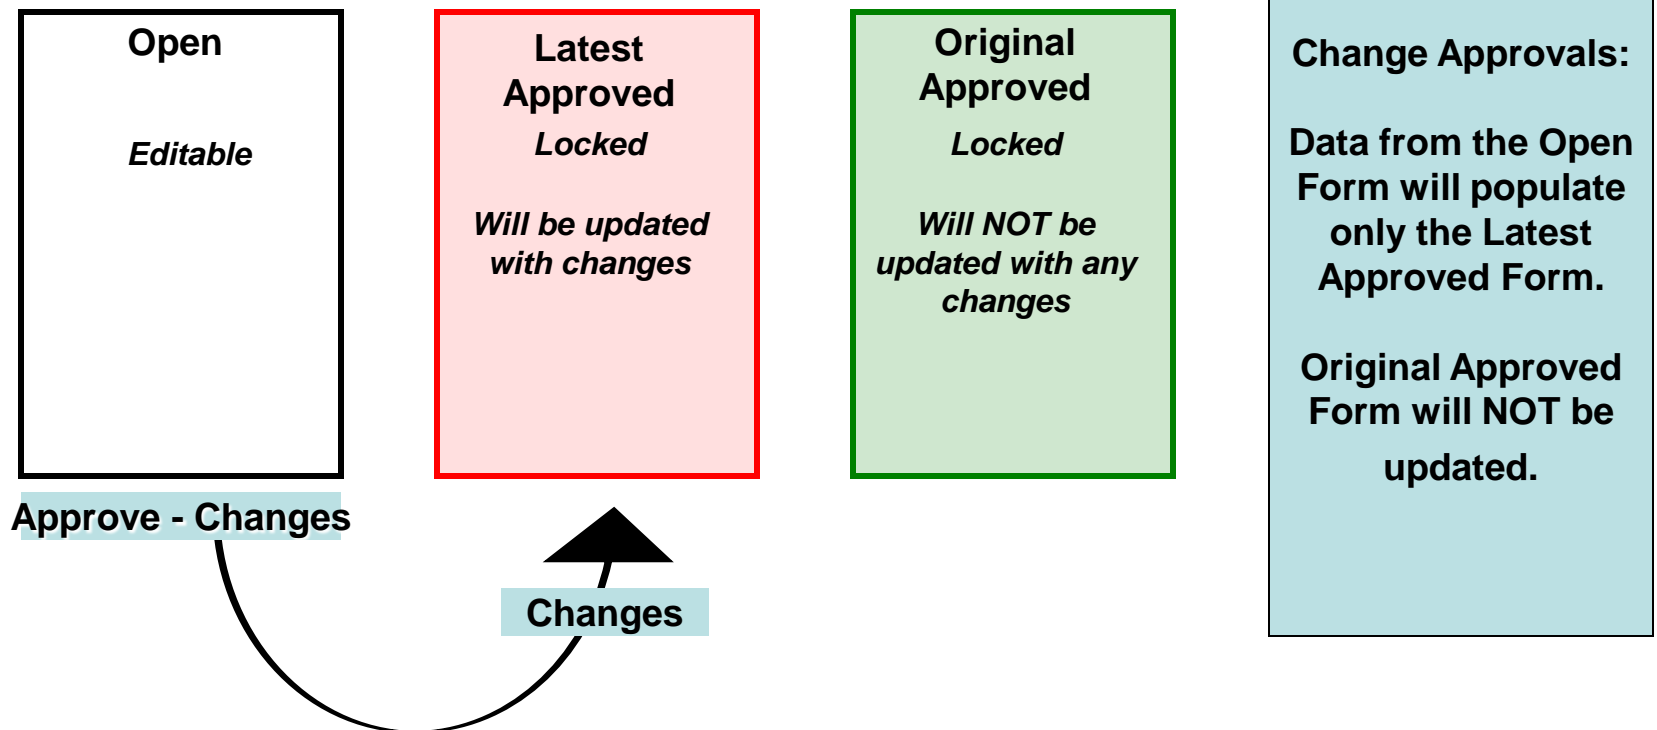 Open
Editable
Approve - Changes
Latest
Approved
Locked
Will be updated
with changes
Changes
Original
Approved
Locked
Will NOT be
updated with any
changes
Change Approvals:
Data from the Open
Form will populate
only the Latest
Approved Form.
Original Approved
Form will NOT be
updated.